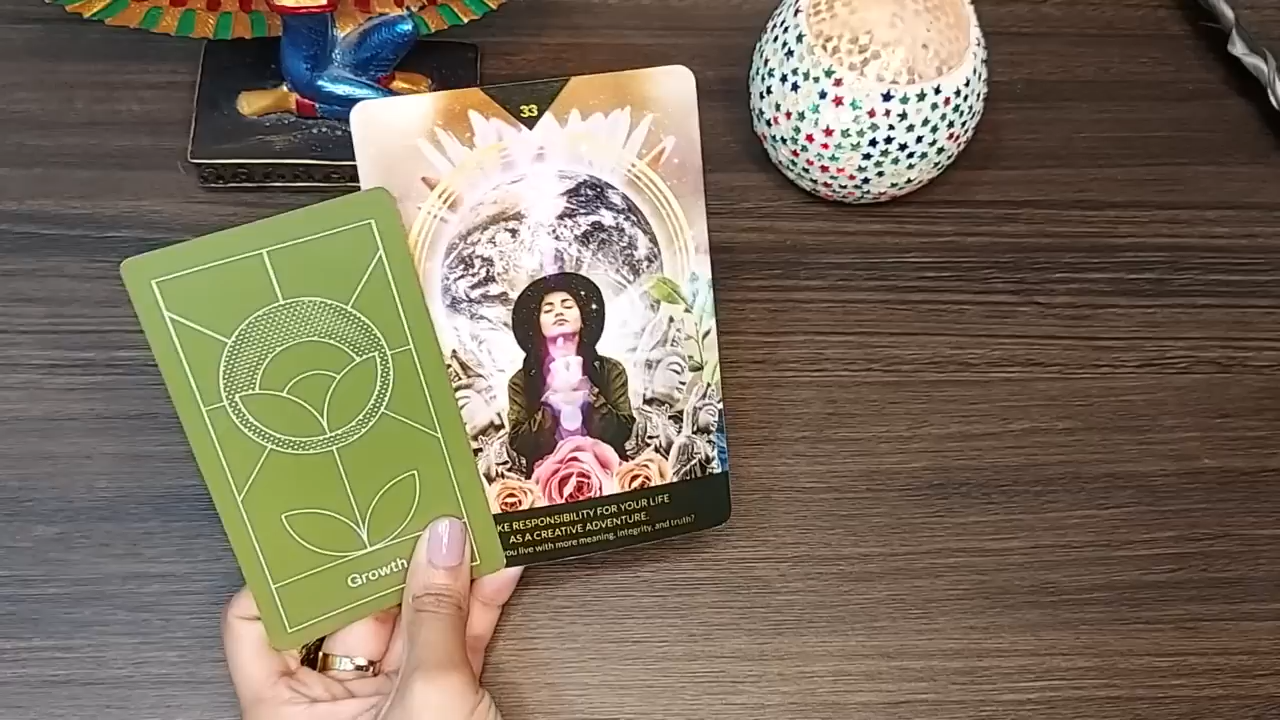 33
KE RESPONSIBILITY FOR YOUR LIFE
AS A CREATIVE ADVENTURE.
you live with more meaning, integrity, and truth?
Growth